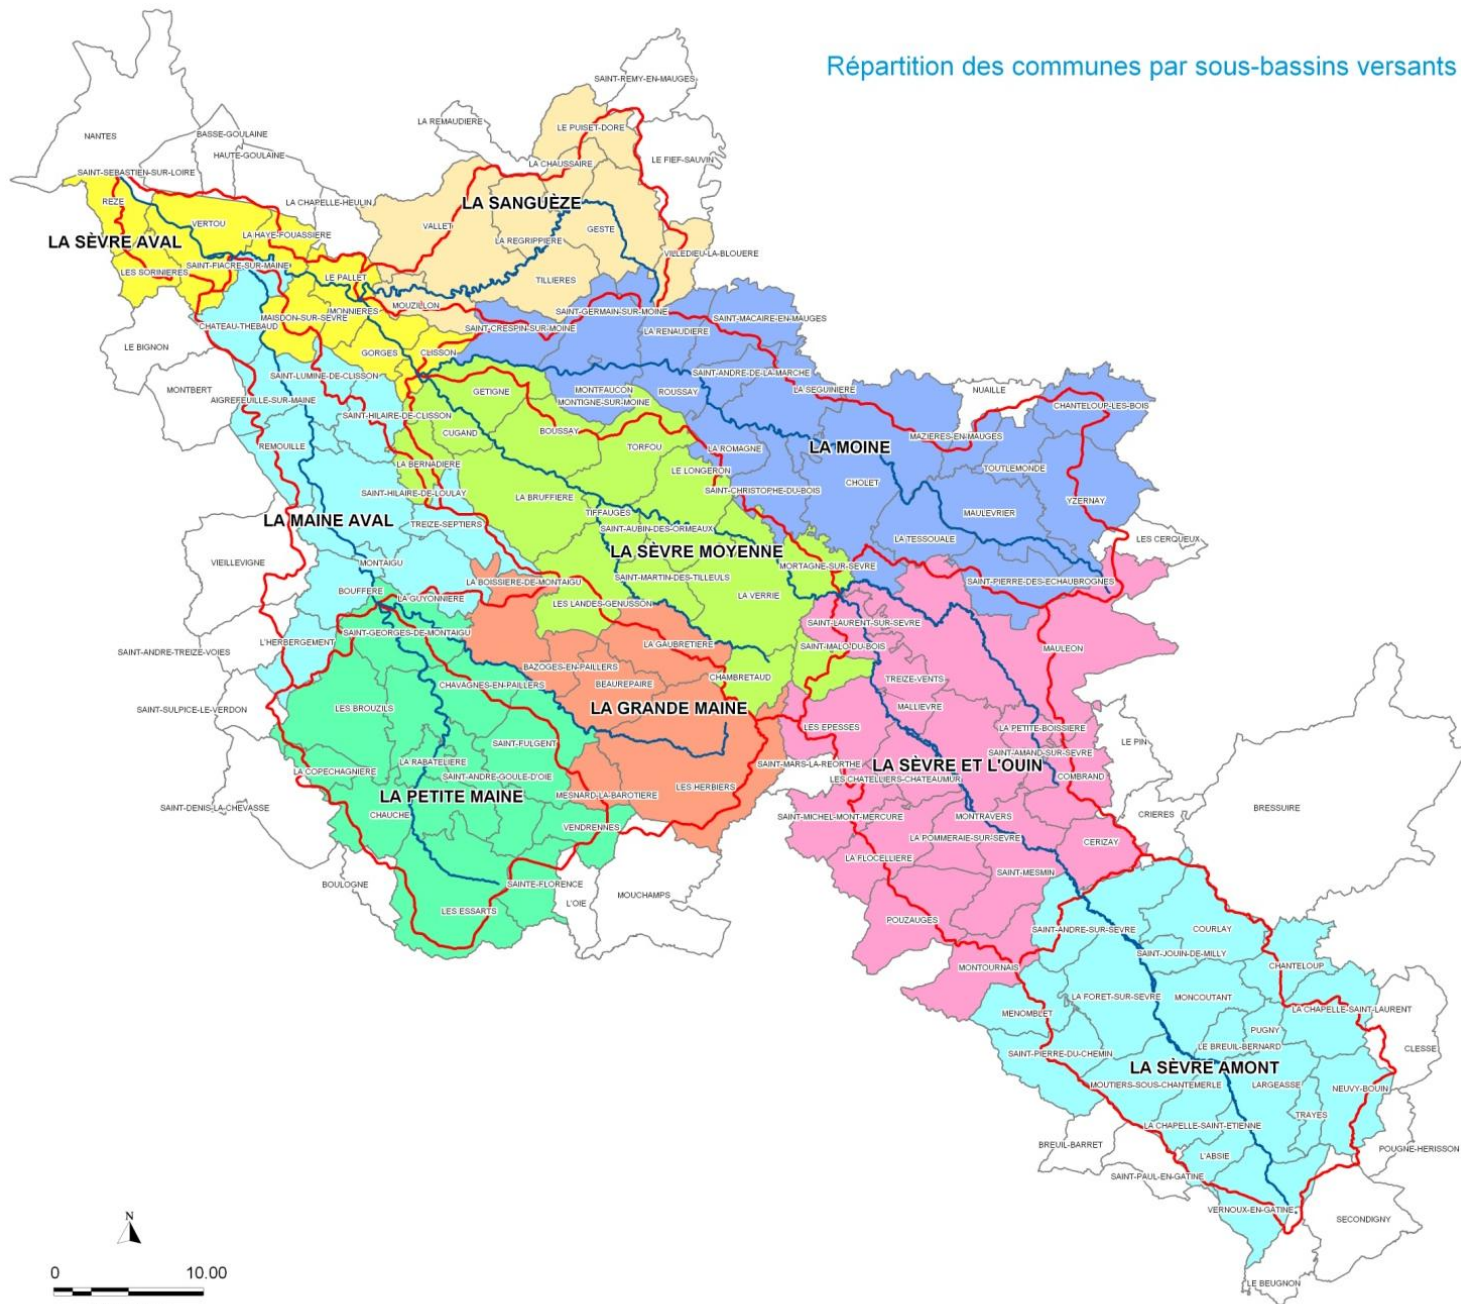 Répartition des communes par sous-bassins versants
SAINT-REMY-EN-MAUGES
LA REMAUDIERE
LE PUISET-DORE
NANTES
BASSE-GOULAINE
HAUTE-GOULAINE
LA CHAUSSAIRE
LE FIEF-SAUVIN
SAINT-SEBASTIEN-SUR-LOIRE
REZE
LA CHAPELLE-HEULIN
LA SANGUÈZE
VERTOU
VALLET
GESTE
LA HAYE-FOUASSIERE
LA SÈVRE AVAL
LA REGRIPPIERE
VILLEDIEU-LA-BLOUERE
SAINT-FIACRE-SUR-MAINE
LES SORINIERES
LE PALLET
TILLIERES
MOUZILLON
MONNIERES
SAINT-GERMAIN-SUR-MOINE
MAISDON-SUR-SEVRE
SAINT-MACAIRE-EN-MAUGES
CHATEAU-THEBAUD
SAINT-CRESPIN-SUR-MOINE
LA RENAUDIERE
LE BIGNON
GORGES
CLISSON
SAINT-LUMINE-DE-CLISSON
SAINT-ANDRE-DE-LA-MARCHE
MONTBERT
GETIGNE
MONTFAUCON
ROUSSAY
LA SEGUINIERE
NUAILLE
AIGREFEUILLE-SUR-MAINE
MONTIGNE-SUR-MOINE
CHANTELOUP-LES-BOIS
SAINT-HILAIRE-DE-CLISSON
BOUSSAY
CUGAND
MAZIERES-EN-MAUGES
REMOUILLE
TORFOU
LA ROMAGNE
LA MOINE
LA BERNADIERE
LE LONGERON
TOUTLEMONDE
CHOLET
SAINT-HILAIRE-DE-LOULAY
SAINT-CHRISTOPHE-DU-BOIS
LA BRUFFIERE
YZERNAY
TIFFAUGES
MAULEVRIER
LA MAINE AVAL
TREIZE-SEPTIERS
SAINT-AUBIN-DES-ORMEAUX
LA TESSOUALE
LES CERQUEUX
LA SÈVRE MOYENNE
VIEILLEVIGNE
MONTAIGU
MORTAGNE-SUR-SEVRE
SAINT-MARTIN-DES-TILLEULS
LA BOISSIERE-DE-MONTAIGU
SAINT-PIERRE-DES-ECHAUBROGNES
BOUFFERE
LA VERRIE
LA GUYONNIERE
LES LANDES-GENUSSON
SAINT-LAURENT-SUR-SEVRE
SAINT-GEORGES-DE-MONTAIGU
L'HERBERGEMENT
LA GAUBRETIERE
SAINT-MALO-DU-BOIS
MAULEON
SAINT-ANDRE-TREIZE-VOIES
BAZOGES-EN-PAILLERS
CHAMBRETAUD
TREIZE-VENTS
CHAVAGNES-EN-PAILLERS
BEAUREPAIRE
SAINT-SULPICE-LE-VERDON
LES BROUZILS
LA GRANDE MAINE
MALLIEVRE
LES EPESSES
LA PETITE-BOISSIERE
LE PIN
SAINT-FULGENT
SAINT-AMAND-SUR-SEVRE
LA RABATELIERE
SAINT-MARS-LA-REORTHE
LA SÈVRE ET L'OUIN
LA COPECHAGNIERE
SAINT-ANDRE-GOULE-D'OIE
LES CHATELLIERS-CHATEAUMUR
COMBRAND
LES HERBIERS
LA PETITE MAINE
MESNARD-LA-BAROTIERE
SAINT-DENIS-LA-CHEVASSE
BRESSUIRE
CHAUCHE
SAINT-MICHEL-MONT-MERCURE
MONTRAVERS
CIRIERES
VENDRENNES
LA POMMERAIE-SUR-SEVRE
CERIZAY
LA FLOCELLIERE
SAINT-MESMIN
BOULOGNE
SAINTE-FLORENCE
L'OIE
MOUCHAMPS
LES ESSARTS
POUZAUGES
SAINT-ANDRE-SUR-SEVRE
COURLAY
SAINT-JOUIN-DE-MILLY
MONTOURNAIS
CHANTELOUP
LA FORET-SUR-SEVRE
MONCOUTANT
MENOMBLET
LA CHAPELLE-SAINT-LAURENT
PUGNY
LE BREUIL-BERNARD
CLESSE
SAINT-PIERRE-DU-CHEMIN
LA SÈVRE AMONT
MOUTIERS-SOUS-CHANTEMERLE
LARGEASSE
NEUVY-BOUIN
TRAYES
LA CHAPELLE-SAINT-ETIENNE
BREUIL-BARRET
POUGNE-HERISSON
L'ABSIE
SAINT-PAUL-EN-GATINE
VERNOUX-EN-GATINE
SECONDIGNY
LE BEUGNON
N
0 10.00